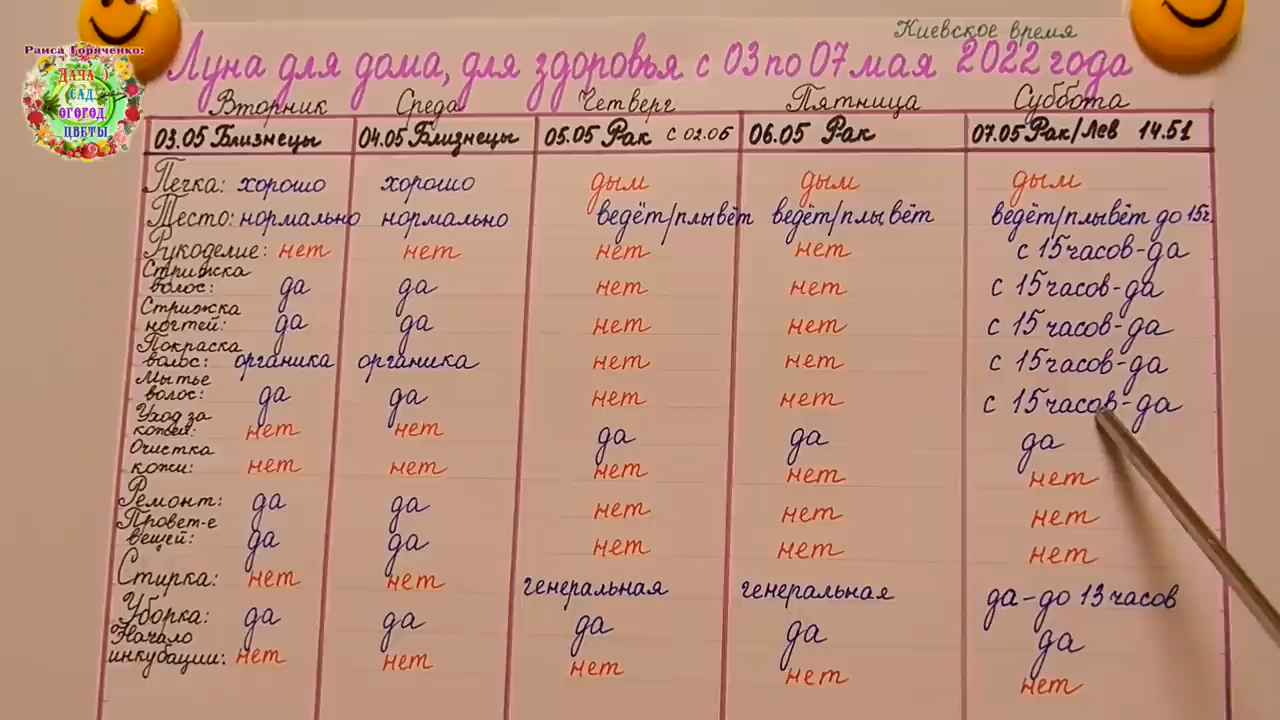 Киевское время
Раиса Горяченко:
ДАЧА:)
САД,
ОГОРОД,
ЦВЕТЫ
Луна для дома, для здоровья с 03 по 07 мая 2022 года
Вторник Среда Четверг Пятница Суббота
03.05 Близнецы 04.05 Близнецы 05.05 Рак с 02.06 06.05 Рак 07.05 Рак/Лев 14.51
Печка: хорошо хорошо дым дым дым
Тесто: нормально нормально ведёт/плывёт ведёт/плывёт ведёт/плывёт до 15ч.
Рукоделие: нет нет нет нет с 15 часов-да
Стрижка
волос: да да нет нет с 15 часов-да
Стрижка
ногтей: да да нет нет с 15 часов-да
Покраска
волос: органика органика нет нет с 15 часов-да
Мытье
волос: да да нет нет с 15 часов-да
Уход за
кожей: нет нет да да да
Очистка
кожи: нет нет нет нет нет
Ремонт: да да нет нет нет
Провет-е
вещей: да да нет нет нет
Стирка: нет нет генеральная генеральная да-до 13 часов
Уборка: да да да да да
Начало
инкубации: нет нет нет нет нет